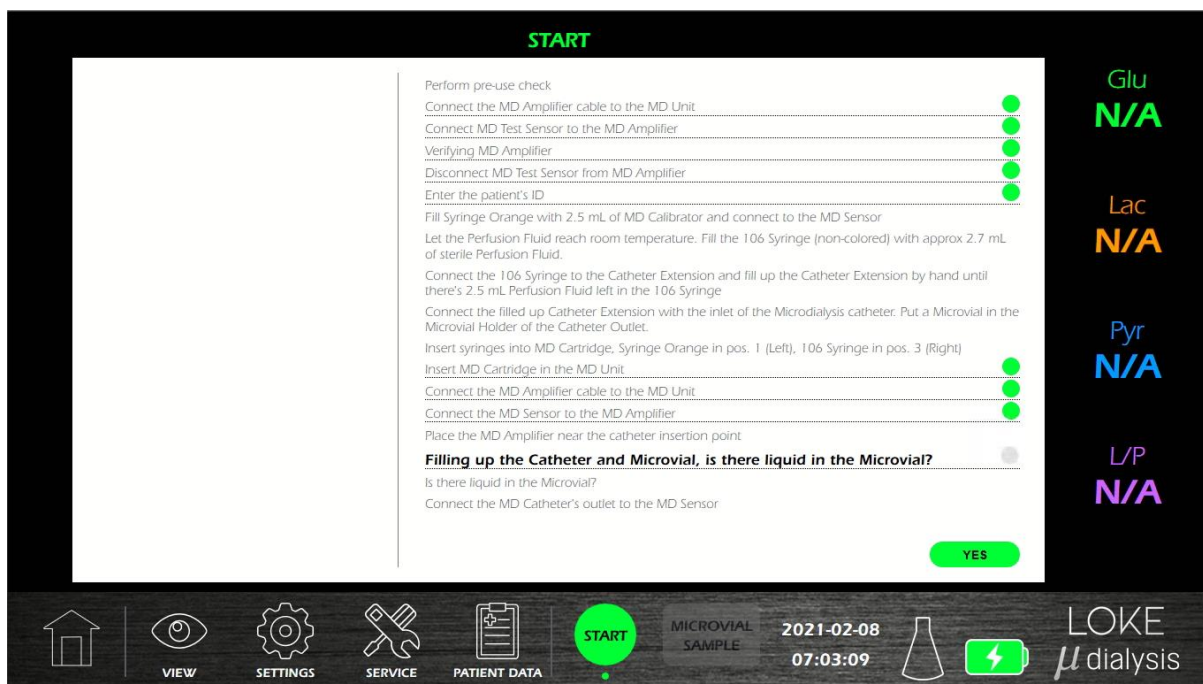 START
Perform pre-use check
Connect the MD Amplifier cable to the MD Unit
Connect MD Test Sensor to the MD Amplifier
Verifying MD Amplifier
Disconnect MD Test Sensor from MD Amplifier
Enter the patient's ID
Fill Syringe Orange with 2.5 mL of MD Calibrator and connect to the MD Sensor
Let the Perfusion Fluid reach room temperature. Fill the 106 Syringe (non-colored) with approx 2.7 mL
of sterile Perfusion Fluid.
Connect the 106 Syringe to the Catheter Extension and fill up the Catheter Extension by hand until
there's 2.5 mL Perfusion Fluid left in the 106 Syringe
Connect the filled up Catheter Extension with the inlet of the Microdialysis catheter. Put a Microvial in the
Microvial Holder of the Catheter Outlet.
Insert syringes into MD Cartridge, Syringe Orange in pos. 1 (Left), 106 Syringe in pos. 3 (Right)
Insert MD Cartridge in the MD Unit
Connect the MD Amplifier cable to the MD Unit
Connect the MD Sensor to the MD Amplifier
Place the MD Amplifier near the catheter insertion point
Filling up the Catheter and Microvial, is there liquid in the Microvial?
Is there liquid in the Microvial?
Connect the MD Catheter's outlet to the MD Sensor
YES
Glu
N/A
Lac
N/A
Pyr
N/A
L/P
N/A
VIEW
SETTINGS
SERVICE
PATIENT DATA
START
MICROVIAL
SAMPLE
2021-02-08
07:03:09
LOKE
μ dialysis